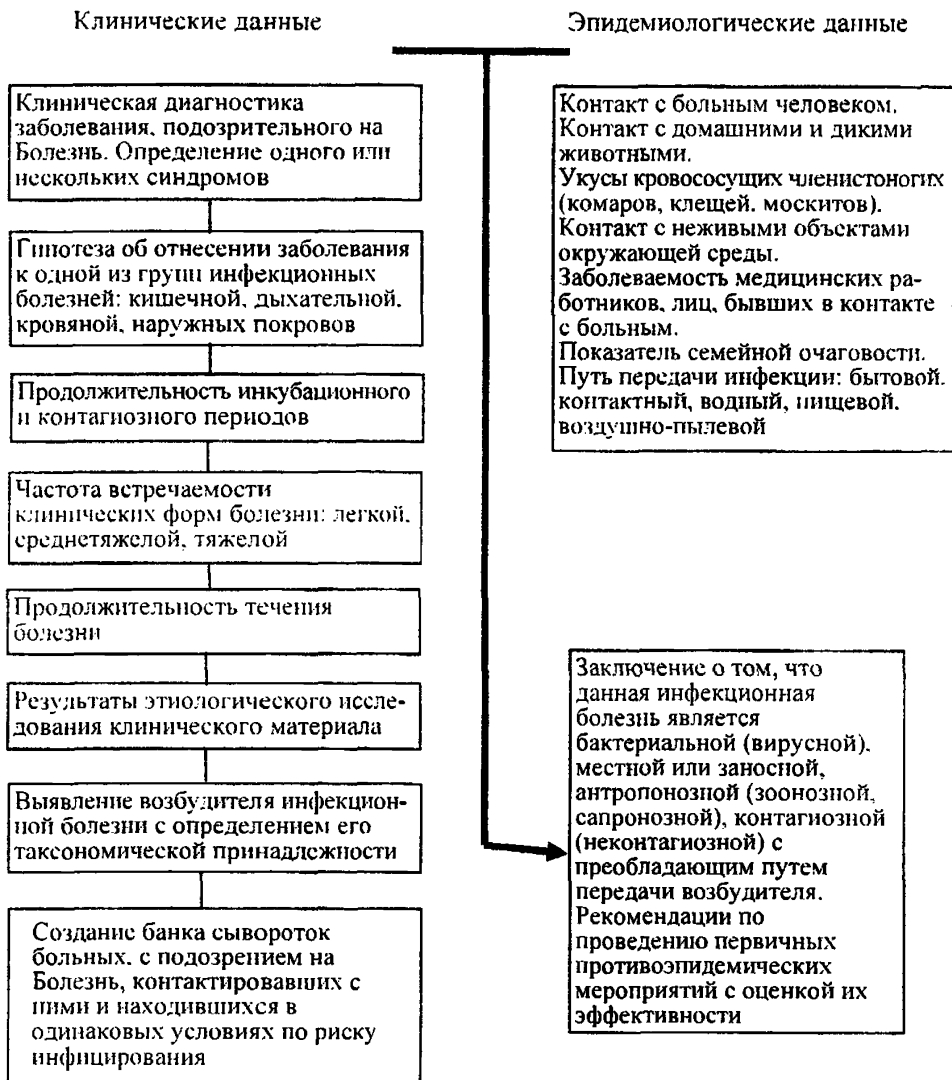 Клинические данные
Эпидемиологические данные
Клиническая диагностика
заболевания, подозрительного на
Болезнь. Определение одного или
нескольких синдромов
Гипотеза об отнесении заболевания
к одной из групп инфекционных
болезней: кишечной, дыхательной,
кровяной, наружных покровов
Продолжительность инкубационного
и контагиозного периодов
Частота встречаемости
клинических форм болезни: легкой,
среднетяжелой, тяжелой
Продолжительность течения
болезни
Результаты этиологического иссле-
дования клинического материала
Выявление возбудителя инфекцион-
ной болезни с определением его
таксономической принадлежности
Создание банка сывороток
больных, с подозрением на
Болезнь, контактировавших с
ними и находившихся в
одинаковых условиях по риску
инфицирования
Контакт с больным человеком.
Контакт с домашними и дикими
животными.
Укусы кровососущих членистоногих
(комаров, клещей, москитов).
Контакт с неживыми объектами
окружающей среды.
Заболеваемость медицинских ра-
ботников, лиц, бывших в контакте
с больным.
Показатель семейной очаговости.
Путь передачи инфекции: бытовой,
контактный, водный, пищевой,
воздушно-пылевой
Заключение о том, что
данная инфекционная
болезнь является
бактериальной (вирусной),
местной или заносной,
антропонозной (зоонозной,
сапронозной), контагиозной
(неконтагиозной) с
преобладающим путем
передачи возбудителя.
Рекомендации по
проведению первичных
противоэпидемических
мероприятий с оценкой их
эффективности